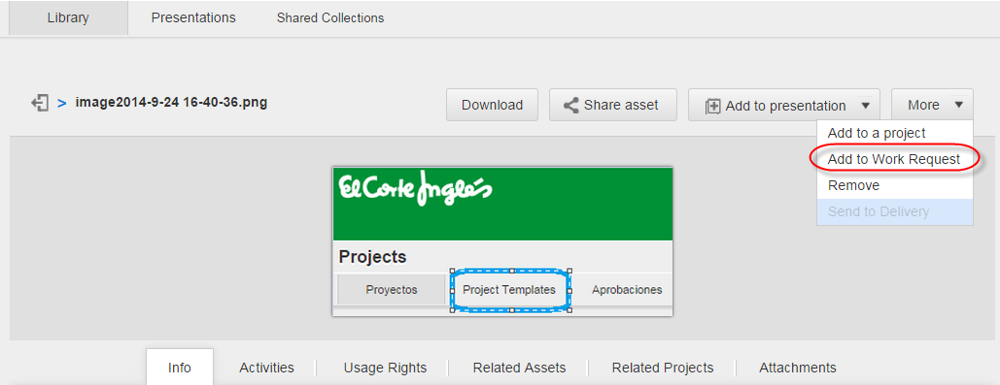 Library Presentations Shared Collections
> image2014-9-24 16-40-36.png Download Share asset Add to presentation More
Add to a project
Add to Work Request
Remove
Send to Delivery
El Corte Inglés
Projects
Proyectos Project Templates Aprobaciones
Info Activities Usage Rights Related Assets Related Projects Attachments